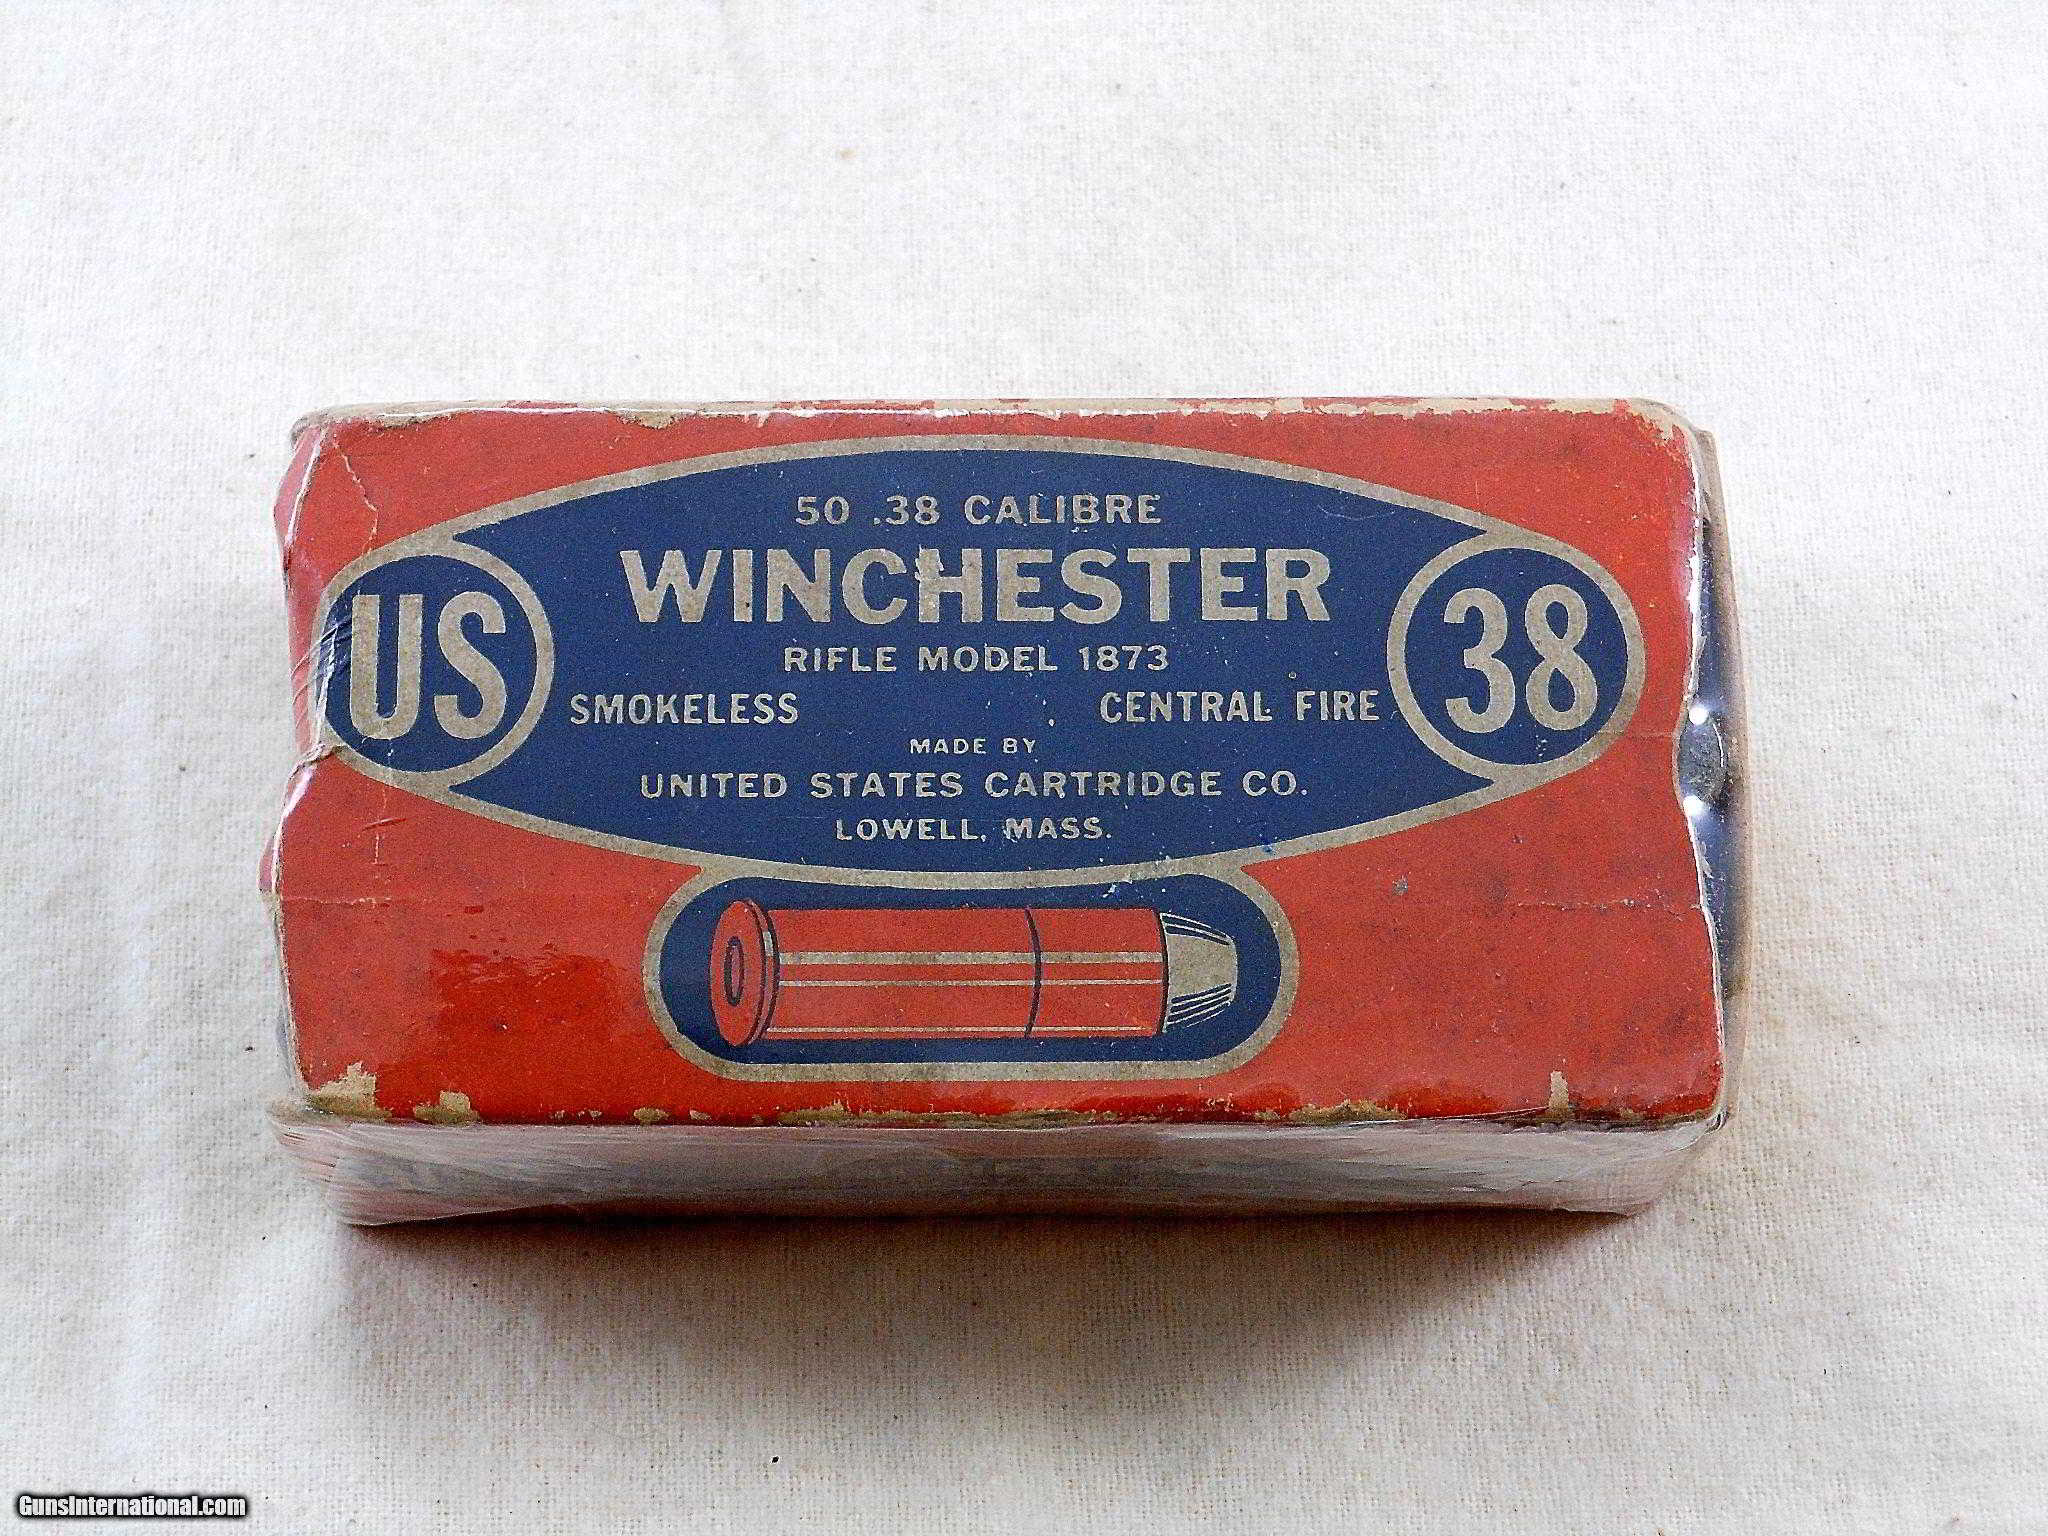 50 .38 CALIBRE
WINCHESTER
RIFLE MODEL 1873
US
38
SMOKELESS CENTRAL FIRE
MADE BY
UNITED STATES CARTRIDGE CO.
LOWELL, MASS.
GunsInternational.com